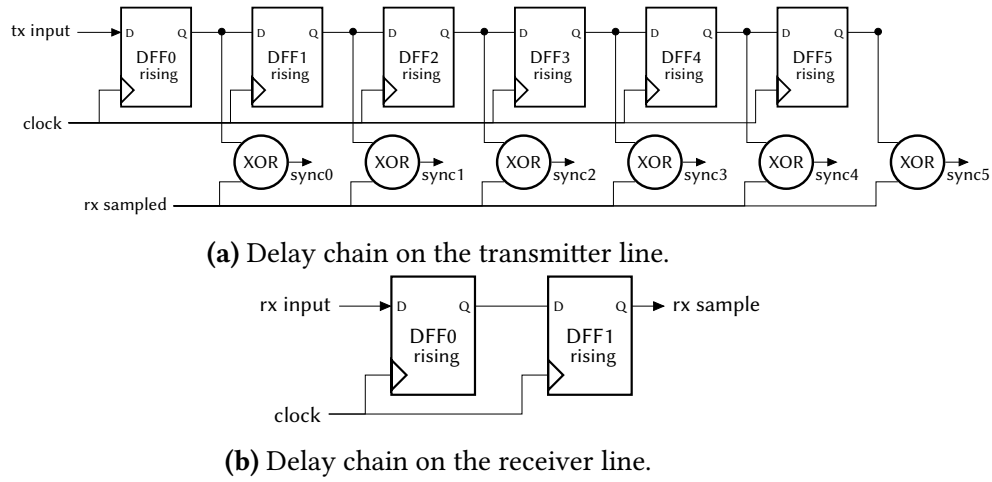 tx input
D Q D Q D Q D Q D Q D Q
DFF0 DFF1 DFF2 DFF3 DFF4 DFF5
rising rising rising rising rising rising
clock
XOR XOR XOR XOR XOR XOR
sync0 sync1 sync2 sync3 sync4 sync5
rx sampled
(a) Delay chain on the transmitter line.
rx input D Q D Q rx sample
DFF0 DFF1
rising rising
clock
(b) Delay chain on the receiver line.